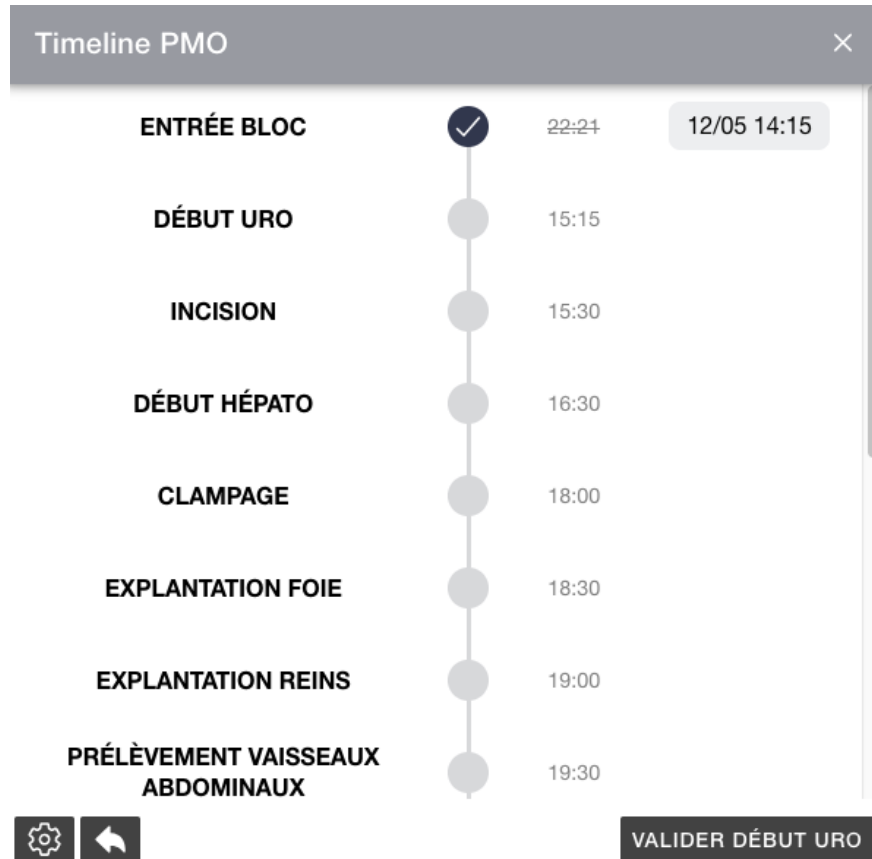 Timeline PMO
ENTRÉE BLOC 22:21 12/05 14:15
DÉBUT URO 15:15
INCISION 15:30
DÉBUT HÉPATO 16:30
CLAMPAGE 18:00
EXPLANTATION FOIE 18:30
EXPLANTATION REINS 19:00
PRÉLÈVEMENT VAISSEAUX
ABDOMINAUX 19:30
VALIDER DÉBUT URO